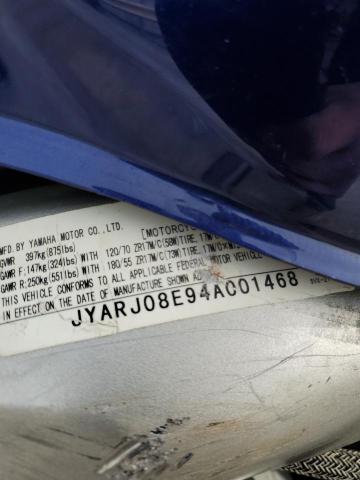 MFD. BY YAMAHA MOTOR CO., LTD. [MOTORCYC
GVWR 397kg(875lbs)
GAWR F: 147kg(324lbs) WITH 120/70 ZR17M/C(58W)TIRE, 17M
GAWR R: 250kg(551lbs) WITH 180/55 ZR17M/C(73W)TIRE, 17M/C
THIS VEHICLE CONFORMS TO ALL APPLICABLE FEDERAL MOTOR VEHICLE
IN EFFECT ON THE DATE OF MANUFACTURE SHOWN
JYARJ08E94A001468